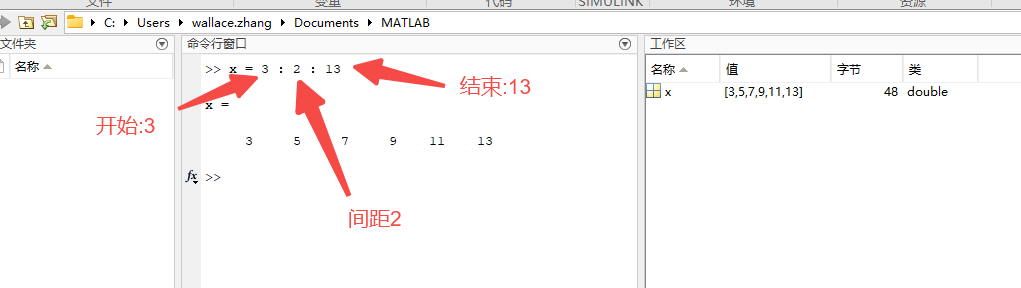 文件
变量
代码
SIMULINK
环境
资源
C: Users wallace.zhang Documents MATLAB
文件夹
名称
命令行窗口
>> x = 3 : 2 : 13
x =
3 5 7 9 11 13
fx >>
开始:3
结束:13
间距2
工作区
名称 值 字节 类
x [3,5,7,9,11,13] 48 double